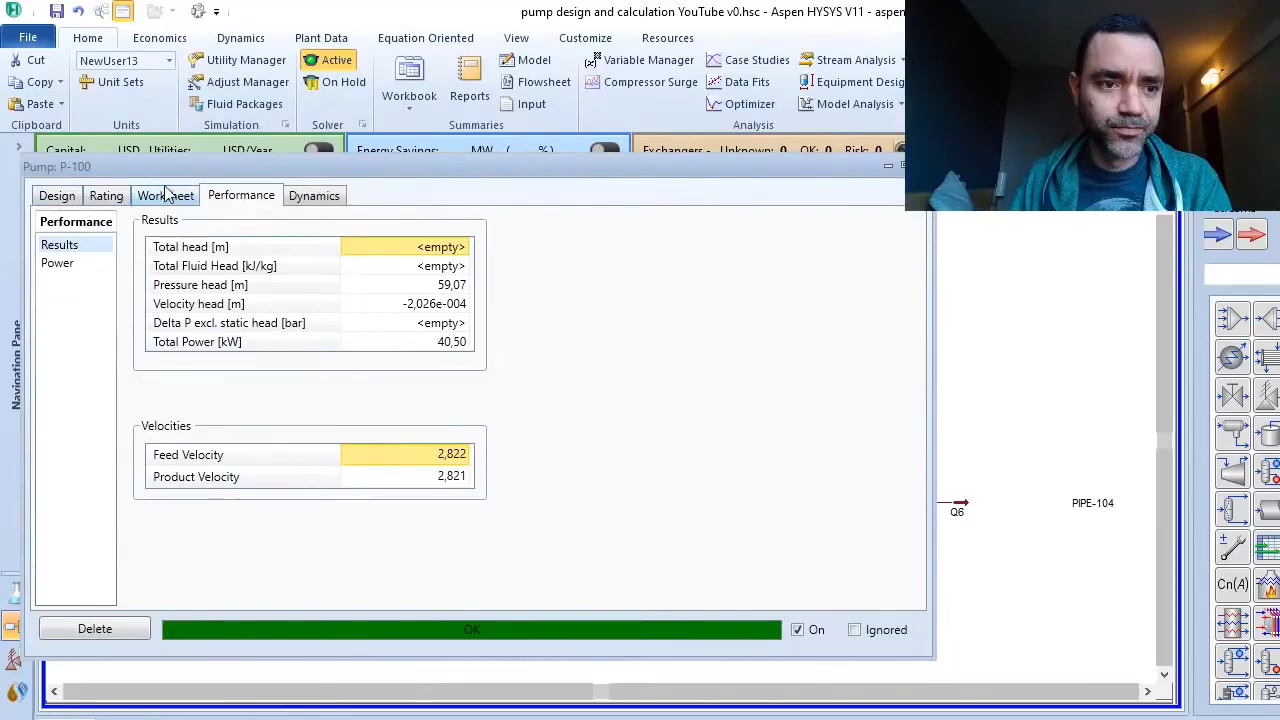 pump design and calculation YouTube v0.hsc - Aspen HYSYS V11 - aspen
File Home Economics Dynamics Plant Data Equation Oriented View Customize Resources
Cut NewUser13 Utility Manager Active Model Variable Manager Case Studies Stream Analysis
Copy Unit Sets Adjust Manager On Hold Workbook Reports Flowsheet Compressor Surge Data Fits Equipment Design
Paste Fluid Packages Input Optimizer Model Analysis
Clipboard Units Simulation Solver Summaries Analysis
Capital: USD Utilities: USD/Year Energy Savings: MW ( %) Exchangers - Unknown: 0 OK: 0 Risk: 0
Pump: P-100
Design Rating Worksheet Performance Dynamics
Performance
Results
Power
Results
Total head [m] <empty>
Total Fluid Head [kJ/kg] <empty>
Pressure head [m] 59,07
Velocity head [m] -2,026e-004
Delta P excl. static head [bar] <empty>
Total Power [kW] 40,50
Velocities
Feed Velocity 2,822
Product Velocity 2,821
Delete OK On Ignored
Navigation Pane
Q6
PIPE-104
Cn(A)